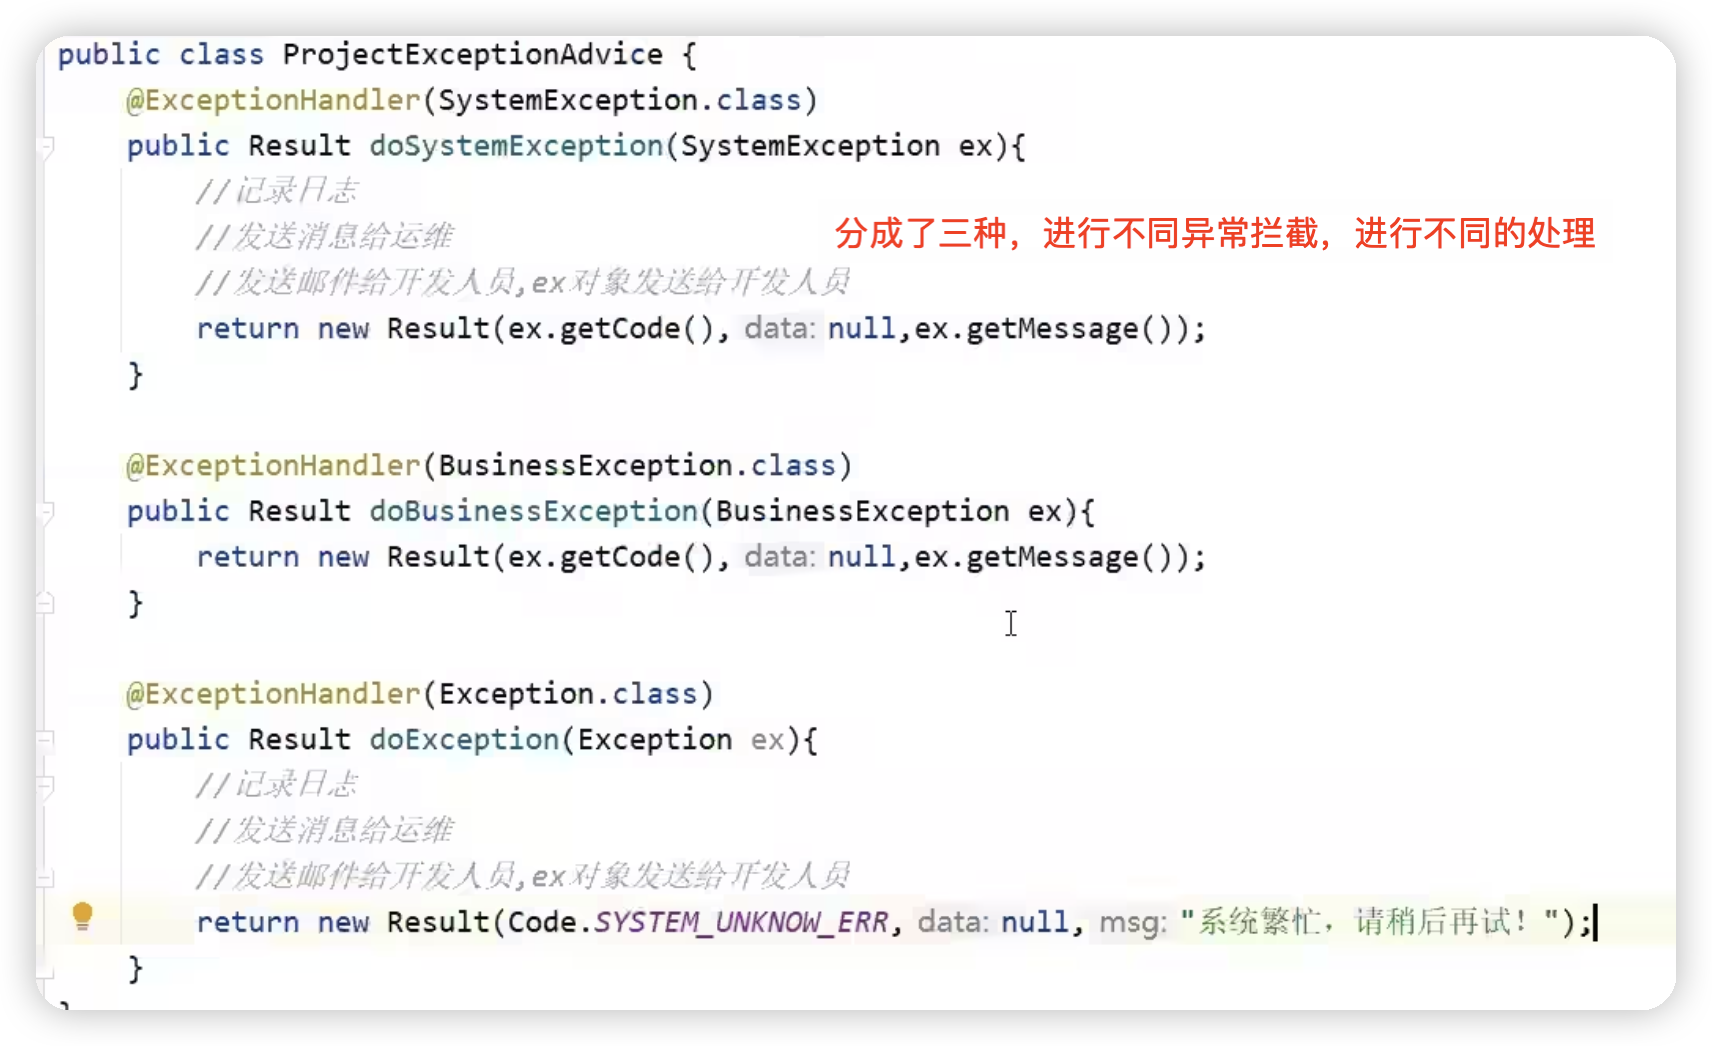 public class ProjectExceptionAdvice {
@ExceptionHandler(SystemException.class)
public Result doSystemException(SystemException ex){
//记录日志
//发送消息给运维
分成了三种，进行不同异常拦截，进行不同的处理
//发送邮件给开发人员,ex对象发送给开发人员
return new Result(ex.getCode(), data: null,ex.getMessage());
}
@ExceptionHandler(BusinessException.class)
public Result doBusinessException(BusinessException ex){
return new Result(ex.getCode(), data: null,ex.getMessage());
}
@ExceptionHandler(Exception.class)
public Result doException(Exception ex){
//记录日志
//发送消息给运维
//发送邮件给开发人员,ex对象发送给开发人员
return new Result(Code.SYSTEM_UNKNOW_ERR, data: null, msg: "系统繁忙，请稍后再试！");
}